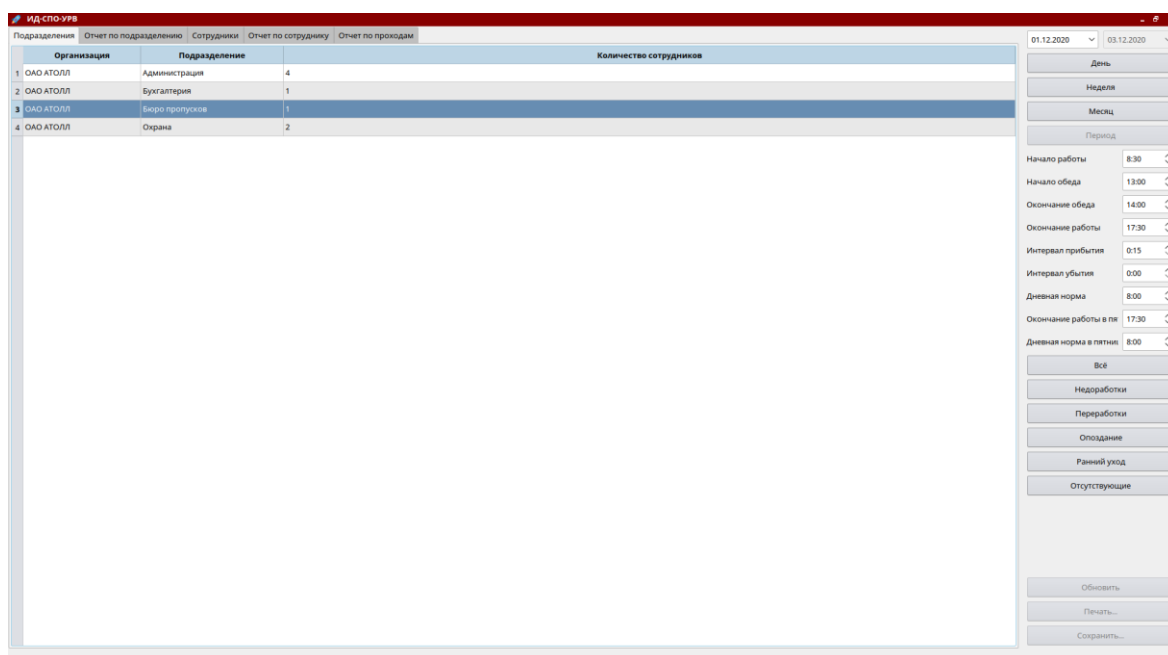 ИД-СПО-УРВ
Подразделения Отчет по подразделению Сотрудники Отчет по сотруднику Отчет по проходам
Организация Подразделение Количество сотрудников
1 ОАО АТОЛЛ Администрация 4
2 ОАО АТОЛЛ Бухгалтерия 1
3 ОАО АТОЛЛ Бюро пропусков 1
4 ОАО АТОЛЛ Охрана 2
01.12.2020 03.12.2020
День
Неделя
Месяц
Период
Начало работы 8:30
Начало обеда 13:00
Окончание обеда 14:00
Окончание работы 17:30
Интервал прибытия 0:15
Интервал убытия 0:00
Дневная норма 8:00
Окончание работы в пя 17:30
Дневная норма в пятниц 8:00
Всё
Недоработки
Переработки
Опоздание
Ранний уход
Отсутствующие
Обновить
Печать...
Сохранить...